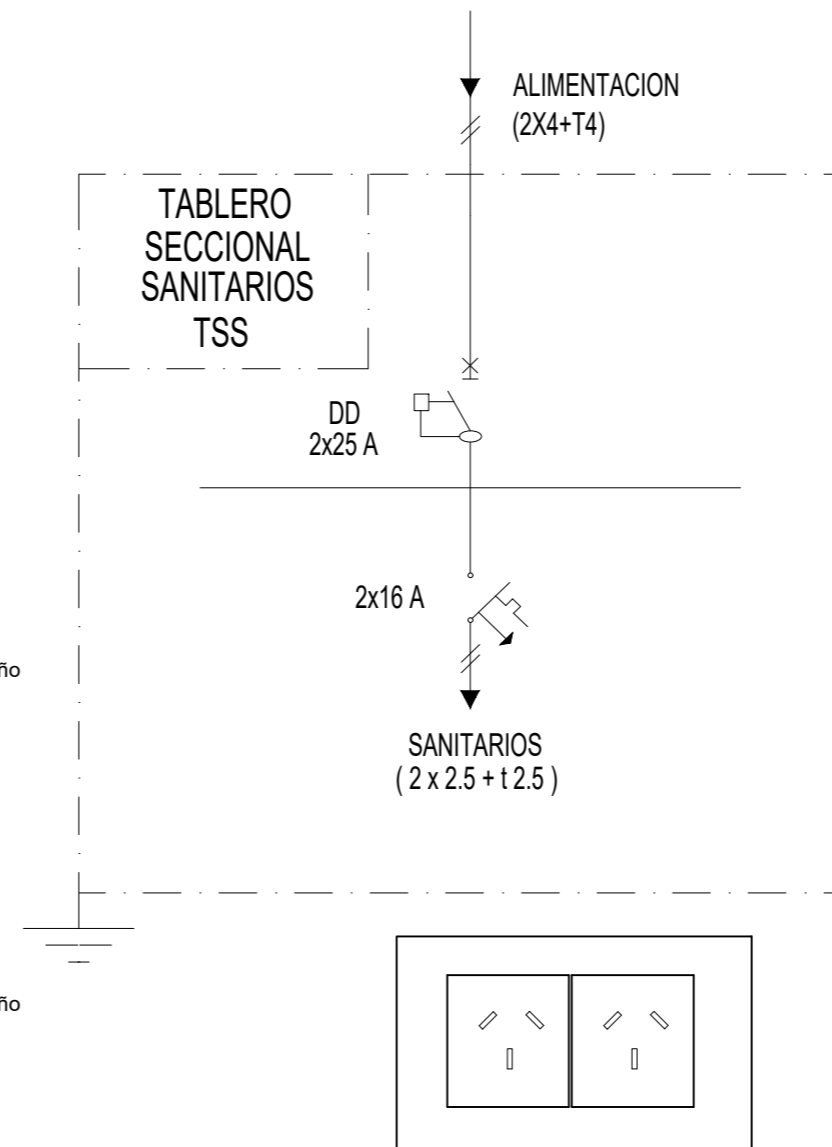 ALIMENTACION
(2X4+T4)
TABLERO
SECCIONAL
SANITARIOS
TSS
DD
2x25 A
2x16 A
SANITARIOS
( 2 x 2.5 + t 2.5 )